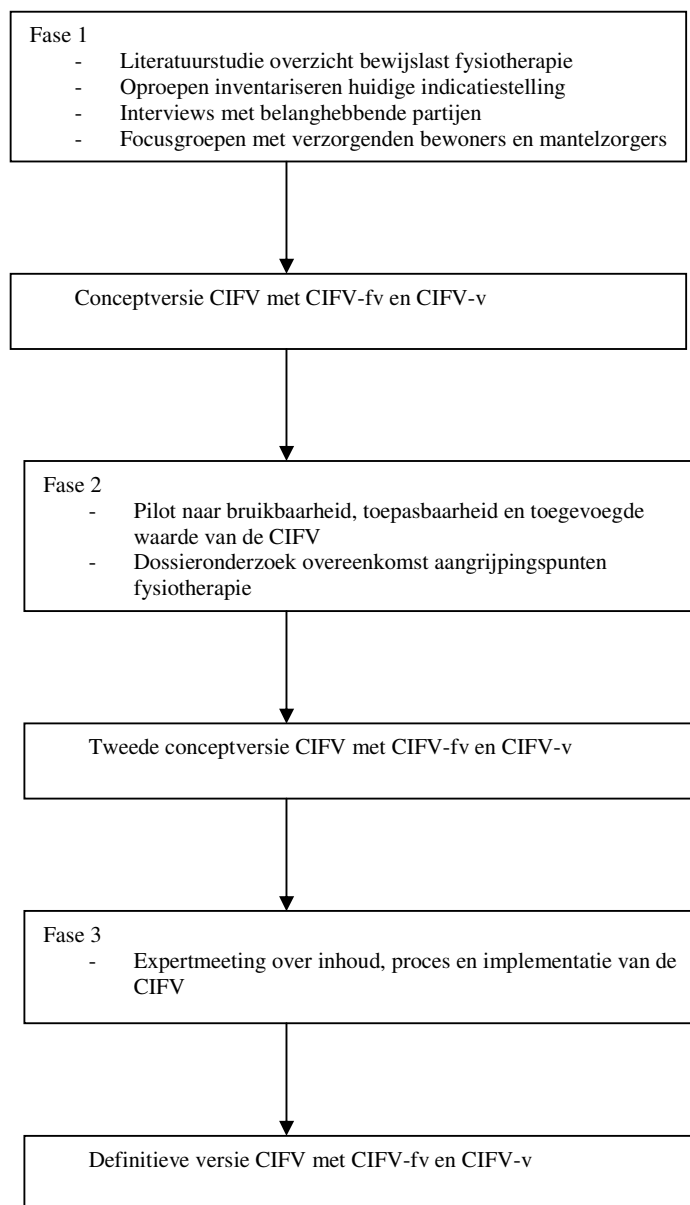 Fase 1
- Literatuurstudie overzicht bewijslast fysiotherapie
- Oproepen inventariseren huidige indicatiestelling
- Interviews met belanghebbende partijen
- Focusgroepen met verzorgenden bewoners en mantelzorgers
Conceptversie CIFV met CIFV-fv en CIFV-v
Fase 2
- Pilot naar bruikbaarheid, toepasbaarheid en toegevoegde
waarde van de CIFV
- Dossieronderzoek overeenkomst aangrijpingspunten
fysiotherapie
Tweede conceptversie CIFV met CIFV-fv en CIFV-v
Fase 3
- Expertmeeting over inhoud, proces en implementatie van de
CIFV
Definitieve versie CIFV met CIFV-fv en CIFV-v